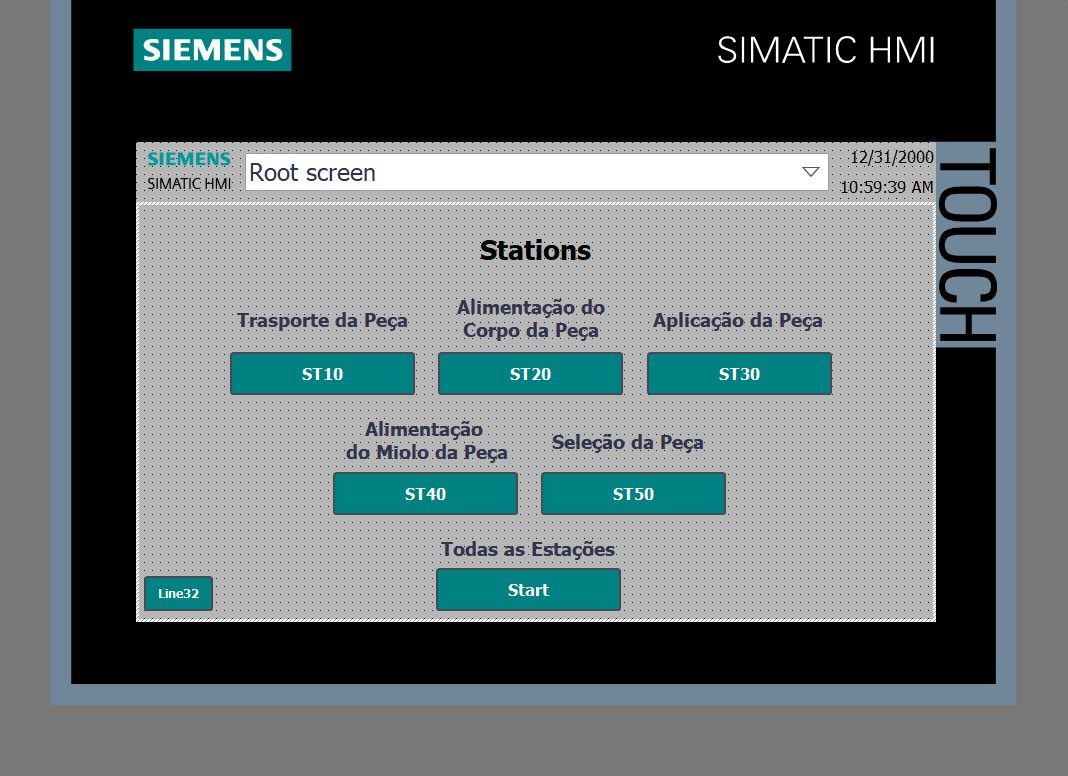 SIEMENS
SIMATIC HMI
SIEMENS
SIMATIC HMI
Root screen
12/31/2000
10:59:39 AM
TOUCH
Stations
Trasporte da Peça
Alimentação do
Corpo da Peça
Aplicação da Peça
ST10
ST20
ST30
Alimentação
do Miolo da Peça
Seleção da Peça
ST40
ST50
Todas as Estações
Start
Line32